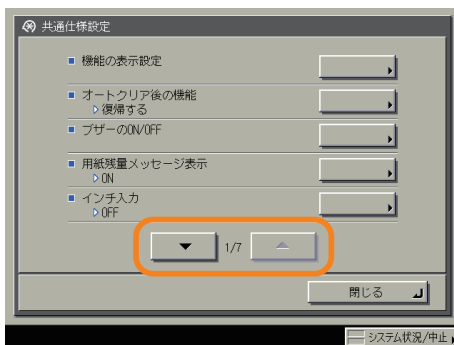 共通仕様設定
機能の表示設定
オートクリア後の機能
復帰する
ブザーのON/OFF
用紙残量メッセージ表示
ON
インチ入力
OFF
1/7
閉じる
システム状況/中止